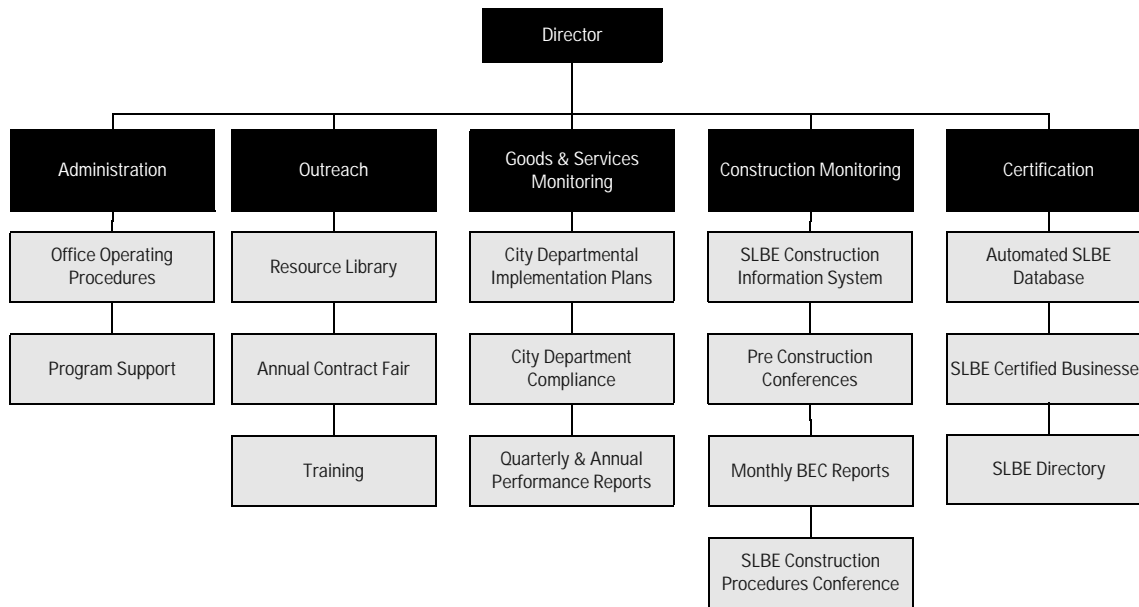 Director
Administration
Outreach
Goods & Services
Monitoring
Construction Monitoring
Certification
Office Operating
Procedures
Resource Library
City Departmental
Implementation Plans
SLBE Construction
Information System
Automated SLBE
Database
Program Support
Annual Contract Fair
City Department
Compliance
Pre Construction
Conferences
SLBE Certified Businesse
Training
Quarterly & Annual
Performance Reports
Monthly BEC Reports
SLBE Directory
SLBE Construction
Procedures Conference